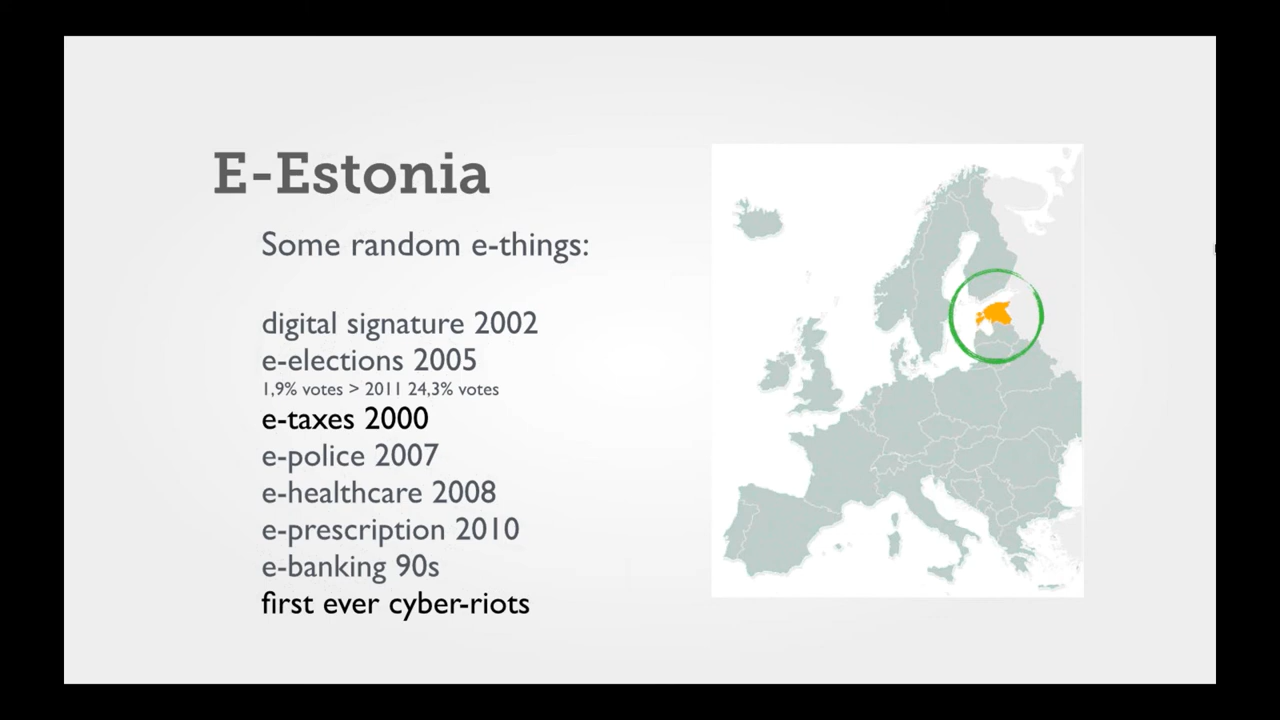 E-Estonia
Some random e-things:
digital signature 2002
e-elections 2005
1,9% votes > 2011 24,3% votes
e-taxes 2000
e-police 2007
e-healthcare 2008
e-prescription 2010
e-banking 90s
first ever cyber-riots